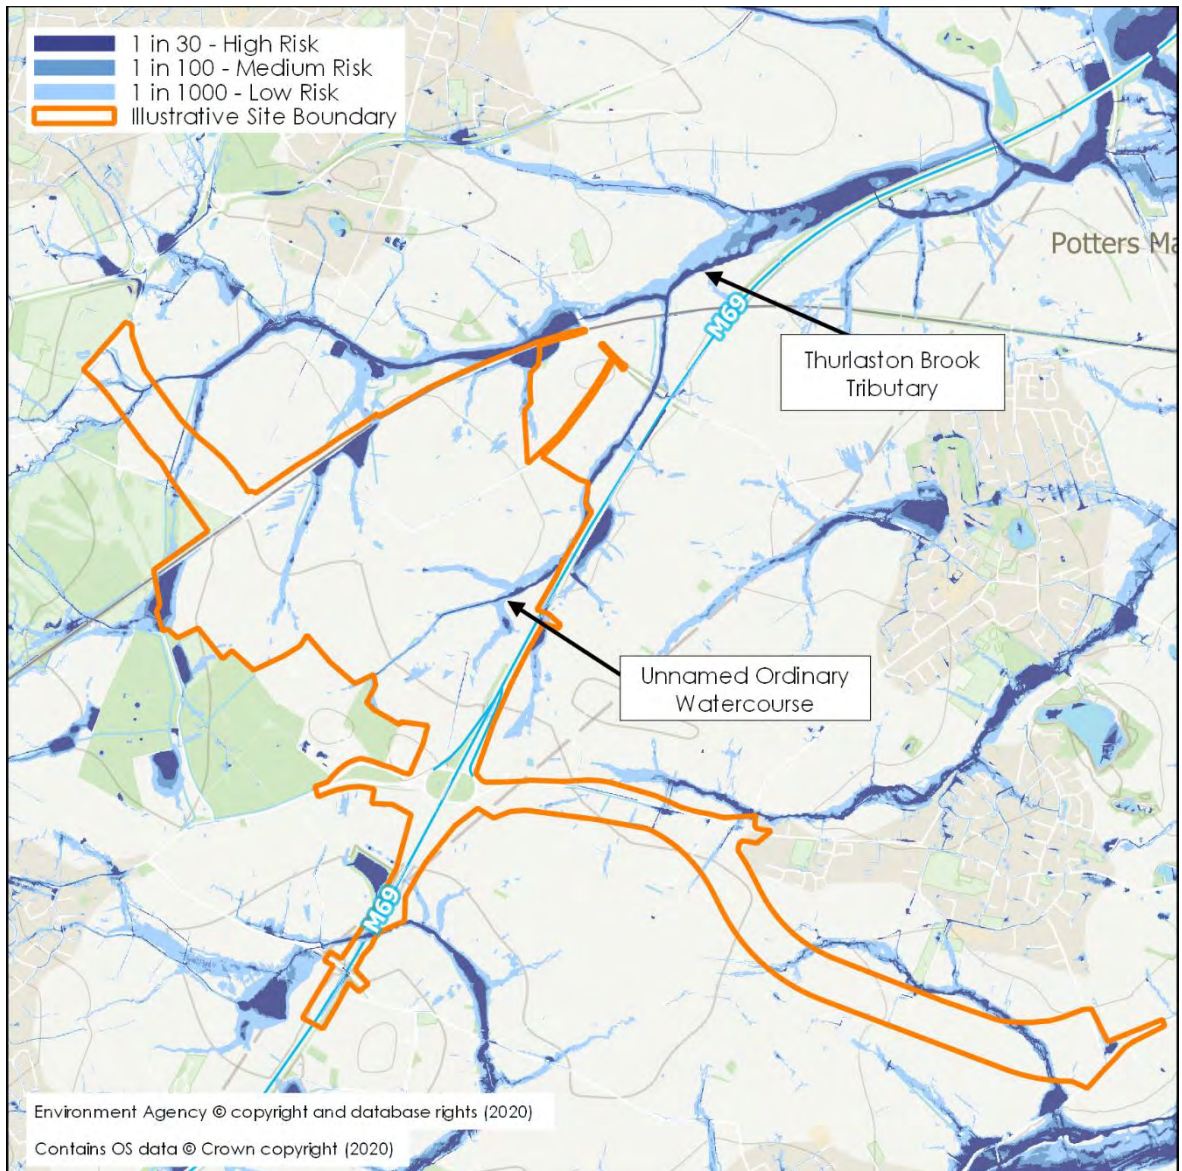 1 in 30 - High Risk
1 in 100 - Medium Risk
1 in 1000 - Low Risk
Illustrative Site Boundary
Potters Ma
M69
Thurlaston Brook
Tributary
Unnamed Ordinary
Watercourse
M69
Environment Agency © copyright and database rights (2020)
Contains OS data © Crown copyright (2020)